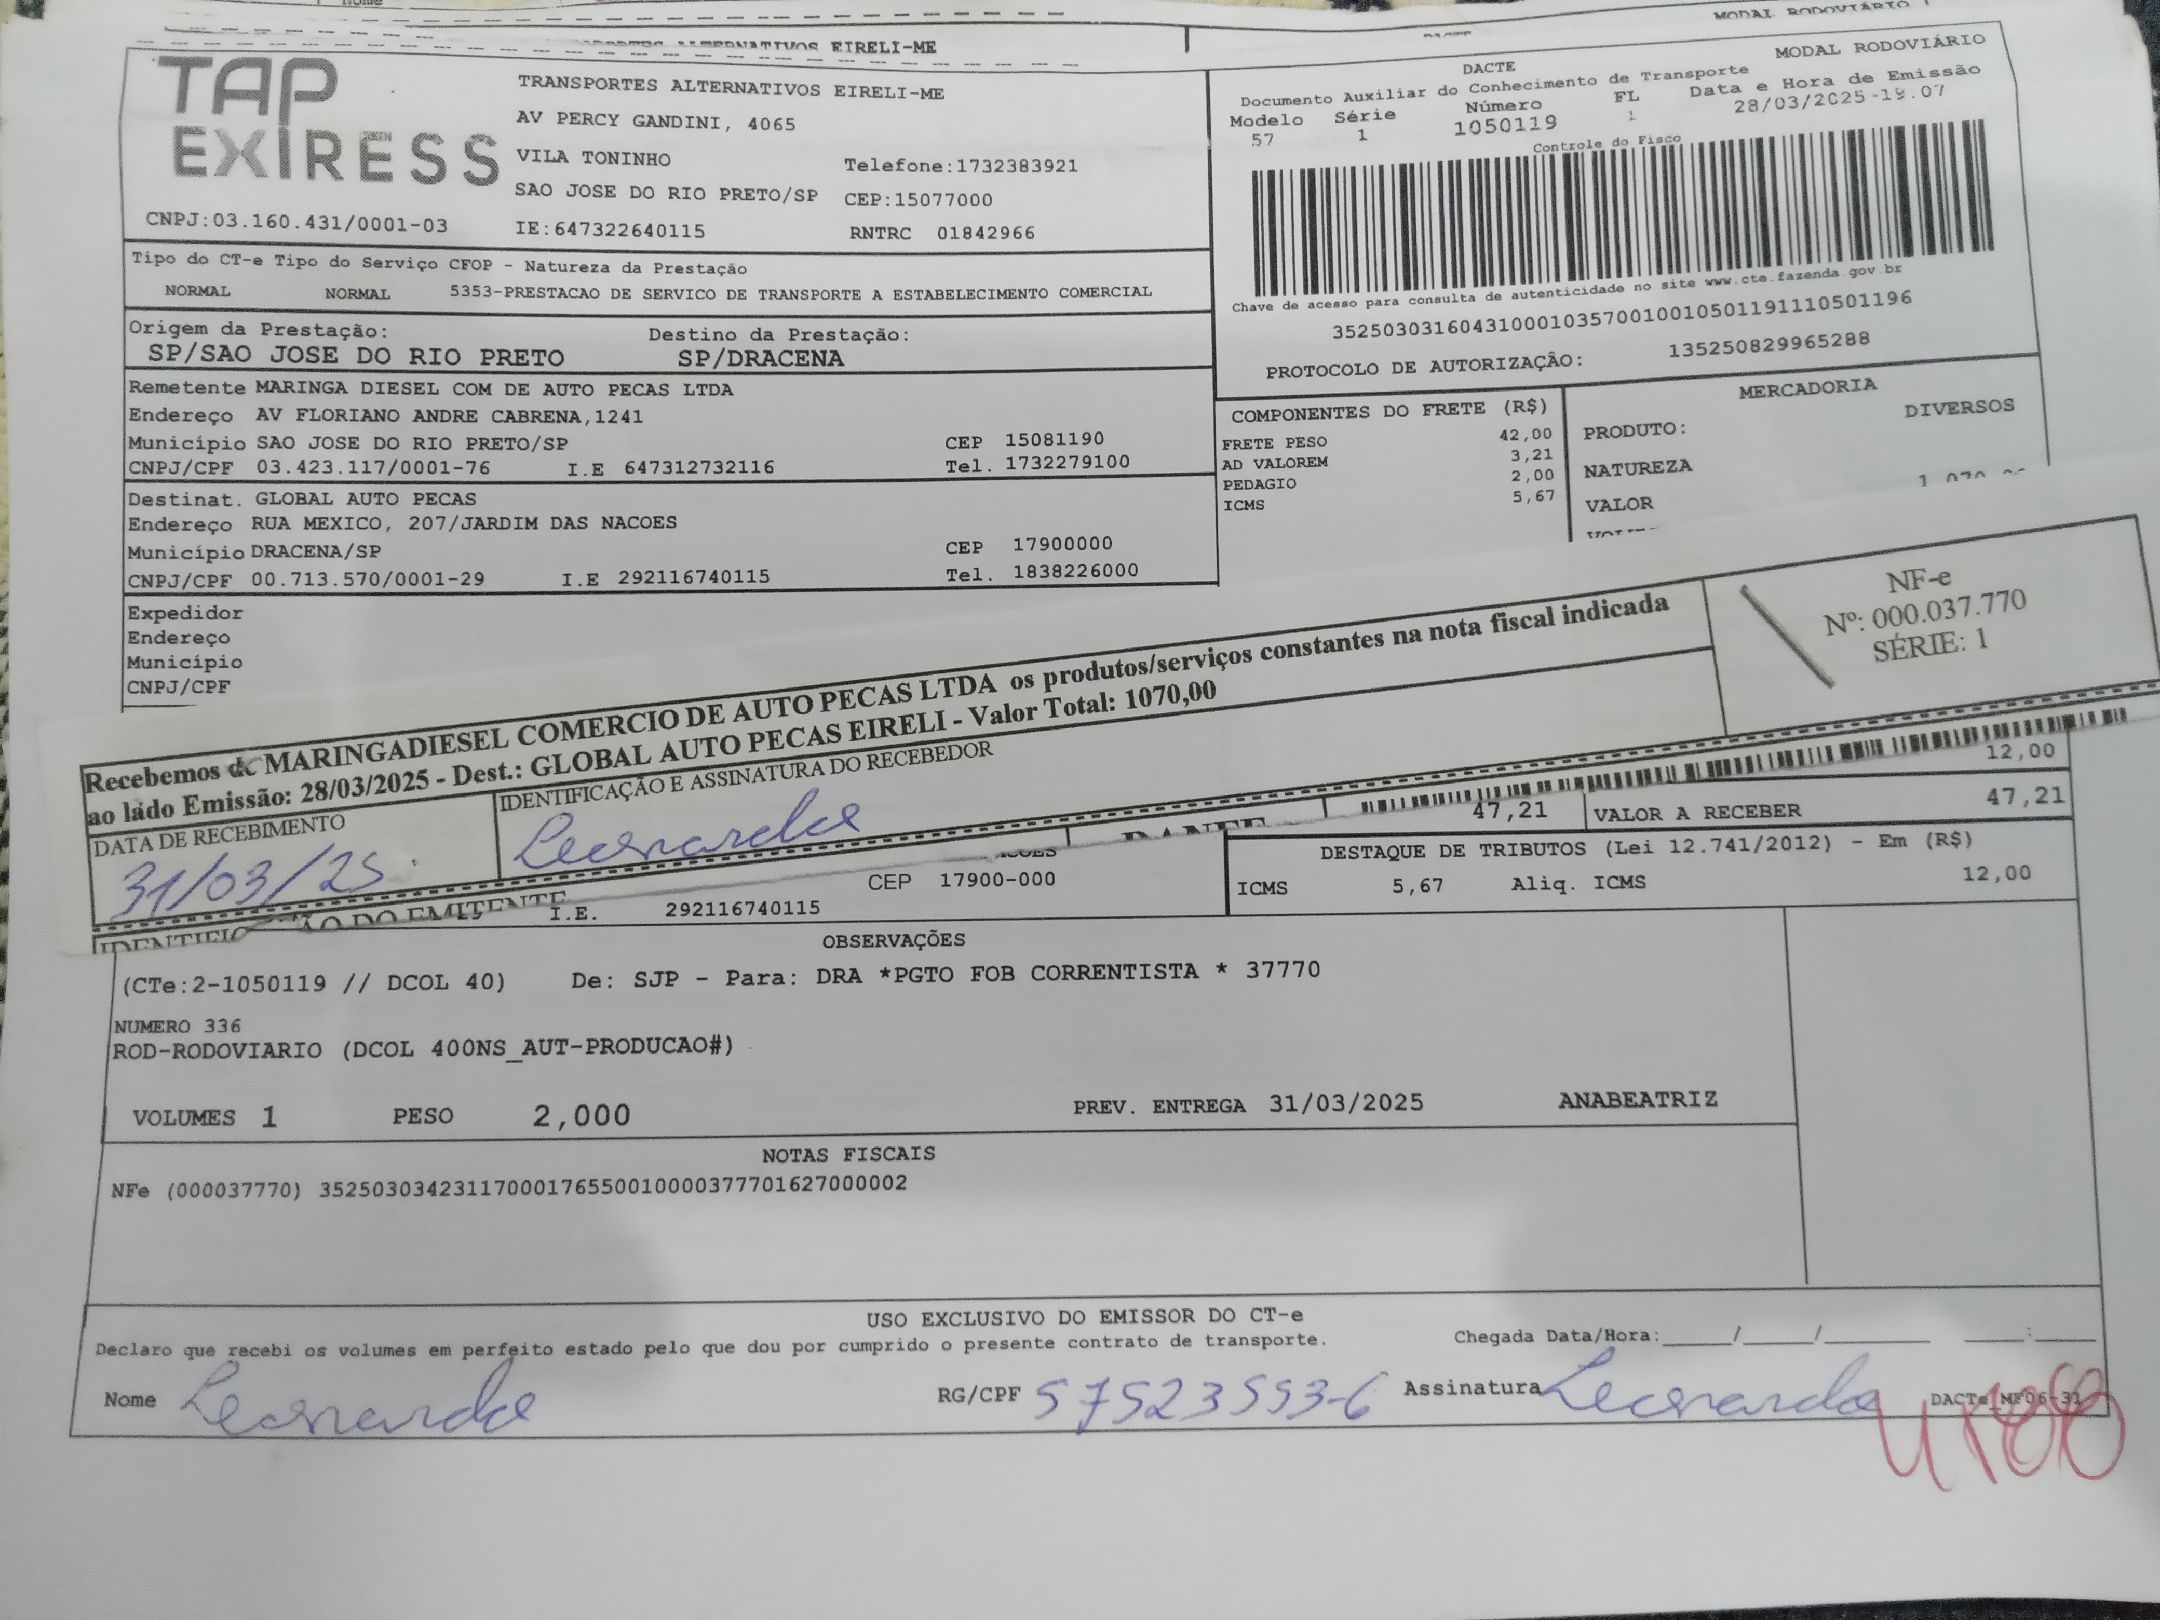 EIRELI-ME
MODAL RODOVIÁRIO
TAP
EXPRESS
TRANSPORTES ALTERNATIVOS EIRELI-ME
AV PERCY GANDINI, 4065
VILA TONINHO
Telefone:1732383921
SAO JOSE DO RIO PRETO/SP CEP:15077000
CNPJ:03.160.431/0001-03 IE:647322640115 RNTRC 01842966
DACTE MODAL RODOVIÁRIO
Documento Auxiliar do Conhecimento de Transporte
Modelo Série Número FL Data e Hora de Emissão
57 1 1050119 1 28/03/2025-19.07
Controle do Fisco
Chave de acesso para consulta de autenticidade no site www.cte.fazenda.gov.br
35250303160431000103570010010501191110501196
PROTOCOLO DE AUTORIZAÇÃO: 135250829965288
Tipo do CT-e Tipo do Serviço CFOP - Natureza da Prestação
NORMAL NORMAL 5353-PRESTACAO DE SERVICO DE TRANSPORTE A ESTABELECIMENTO COMERCIAL
Origem da Prestação: Destino da Prestação:
SP/SAO JOSE DO RIO PRETO SP/DRACENA
Remetente MARINGA DIESEL COM DE AUTO PECAS LTDA
Endereço AV FLORIANO ANDRE CABRENA,1241
Município SAO JOSE DO RIO PRETO/SP CEP 15081190
CNPJ/CPF 03.423.117/0001-76 I.E 647312732116 Tel. 1732279100
Destinat. GLOBAL AUTO PECAS
Endereço RUA MEXICO, 207/JARDIM DAS NACOES
Município DRACENA/SP CEP 17900000
CNPJ/CPF 00.713.570/0001-29 I.E 292116740115 Tel. 1838226000
Expedidor
Endereço
Município
CNPJ/CPF
COMPONENTES DO FRETE (R$)
FRETE PESO 42,00
AD VALOREM 3,21
PEDAGIO 2,00
ICMS 5,67
MERCADORIA
PRODUTO: DIVERSOS
NATUREZA
VALOR
Recebemos de MARINGADIESEL COMERCIO DE AUTO PECAS LTDA os produtos/serviços constantes na nota fiscal indicada
ao lado Emissão: 28/03/2025 - Dest.: GLOBAL AUTO PECAS EIRELI - Valor Total: 1070,00
DATA DE RECEBIMENTO
31/03/25
IDENTIFICAÇÃO E ASSINATURA DO RECEBEDOR
Leonardo
NF-e
Nº: 000.037.770
SÉRIE: 1
12,00
47,21 VALOR A RECEBER 47,21
DESTAQUE DE TRIBUTOS (Lei 12.741/2012) - Em (R$)
ICMS 5,67 Aliq. ICMS 12,00
CEP 17900-000
I.E. 292116740115
OBSERVAÇÕES
(CTe:2-1050119 // DCOL 40) De: SJP - Para: DRA *PGTO FOB CORRENTISTA * 37770
NUMERO 336
ROD-RODOVIARIO (DCOL 400NS_AUT-PRODUCAO#)
VOLUMES 1 PESO 2,000 PREV. ENTREGA 31/03/2025 ANABEATRIZ
NOTAS FISCAIS
NFe (000037770) 35250303423117000176550010000377701627000002
USO EXCLUSIVO DO EMISSOR DO CT-e
Declaro que recebi os volumes em perfeito estado pelo que dou por cumprido o presente contrato de transporte. Chegada Data/Hora:_____/_____/_____ ____:____
Nome Leonardo RG/CPF 57523553-6 Assinatura Leonardo DACTe_MF06-31